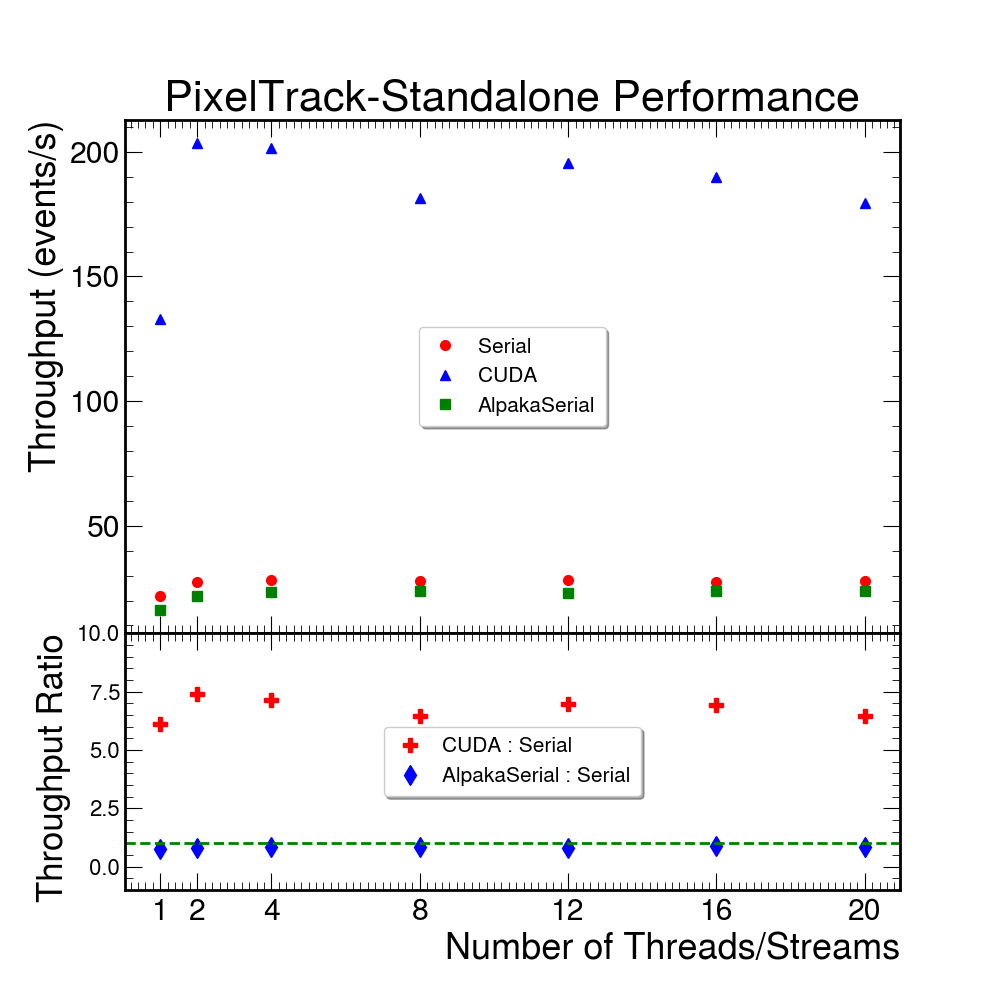 PixelTrack-Standalone Performance
Throughput (events/s)
200
150
100
50
Serial
CUDA
AlpakaSerial
Throughput Ratio
10.0
7.5
5.0
2.5
0.0
CUDA : Serial
AlpakaSerial : Serial
1 2 4 8 12 16 20
Number of Threads/Streams